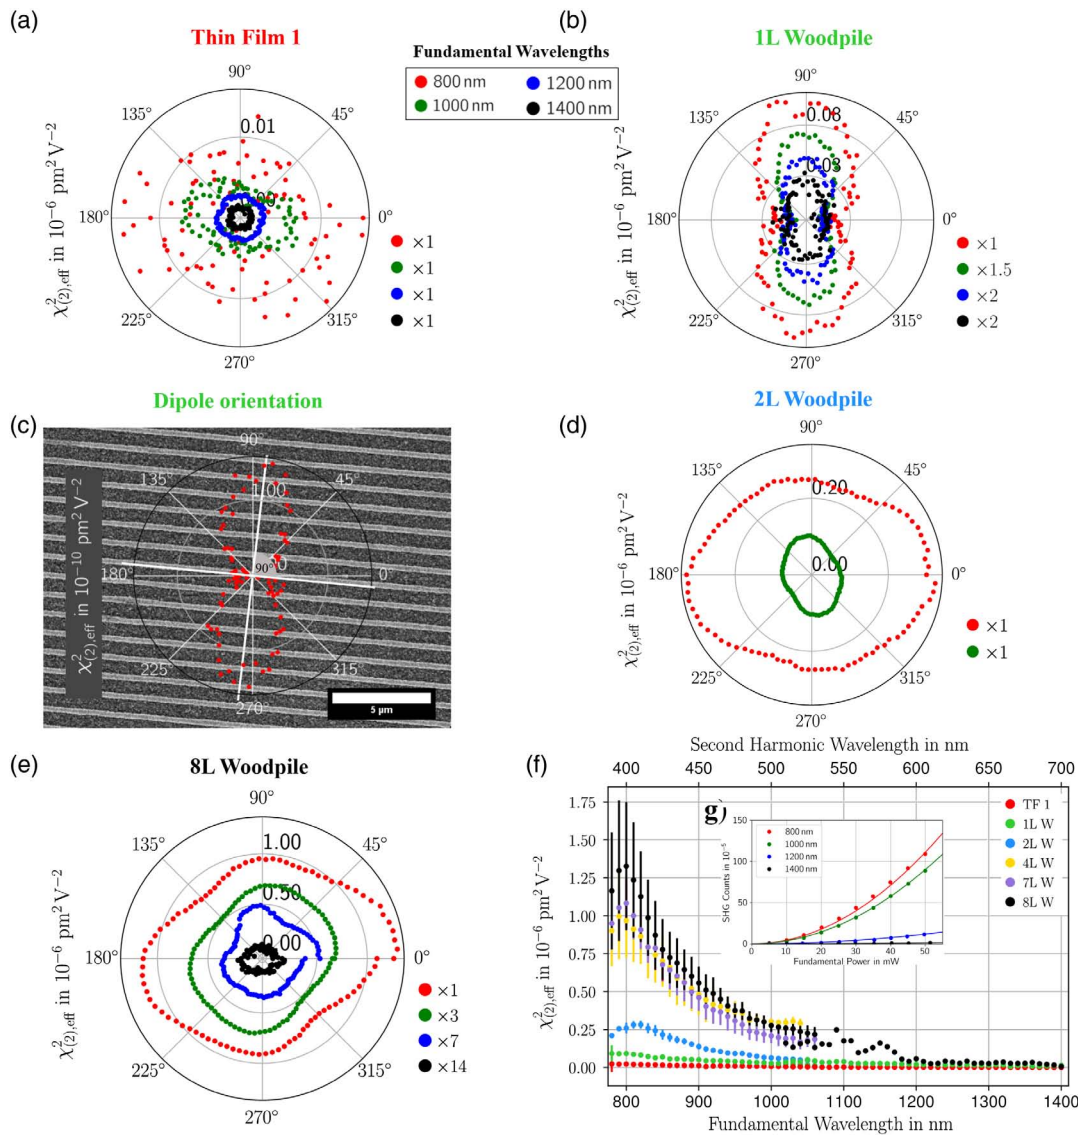 (a)
Thin Film 1
90°
135°
45°
0.01
180°
0°
225°
315°
270°
χ²₍₂₎,eff in 10⁻⁶ pm² V⁻²
×1
×1
×1
×1
Fundamental Wavelengths
800 nm
1200 nm
1000 nm
1400 nm
(b)
1L Woodpile
90°
135°
45°
0.08
0.03
180°
0°
225°
315°
270°
χ²₍₂₎,eff in 10⁻⁶ pm² V⁻²
×1
×1.5
×2
×2
Dipole orientation
(c)
90°
135°
45°
180°
90°
0
225
315
270°
χ²₍₂₎,eff in 10⁻¹⁰ pm² V⁻²
5 µm
2L Woodpile
(d)
90°
135°
45°
0.20
0.00
180°
0°
225°
315°
270°
χ²₍₂₎,eff in 10⁻⁶ pm² V⁻²
×1
×1
(e)
8L Woodpile
90°
135°
45°
1.00
0.50
0.00
180°
0°
225°
315°
270°
χ²₍₂₎,eff in 10⁻⁶ pm² V⁻²
×1
×3
×7
×14
(f)
Second Harmonic Wavelength in nm
400 450 500 550 600 650 700
1.75
1.50
1.25
1.00
0.75
0.50
0.25
0.00
χ²₍₂₎,eff in 10⁻⁶ pm² V⁻²
800 900 1000 1100 1200 1300 1400
Fundamental Wavelength in nm
TF 1
1L W
2L W
4L W
7L W
8L W
g)
150
100
50
0
SHG Counts in 10⁻⁵
800 nm
1000 nm
1200 nm
1400 nm
0 10 20 30 40 50
Fundamental Power in mW